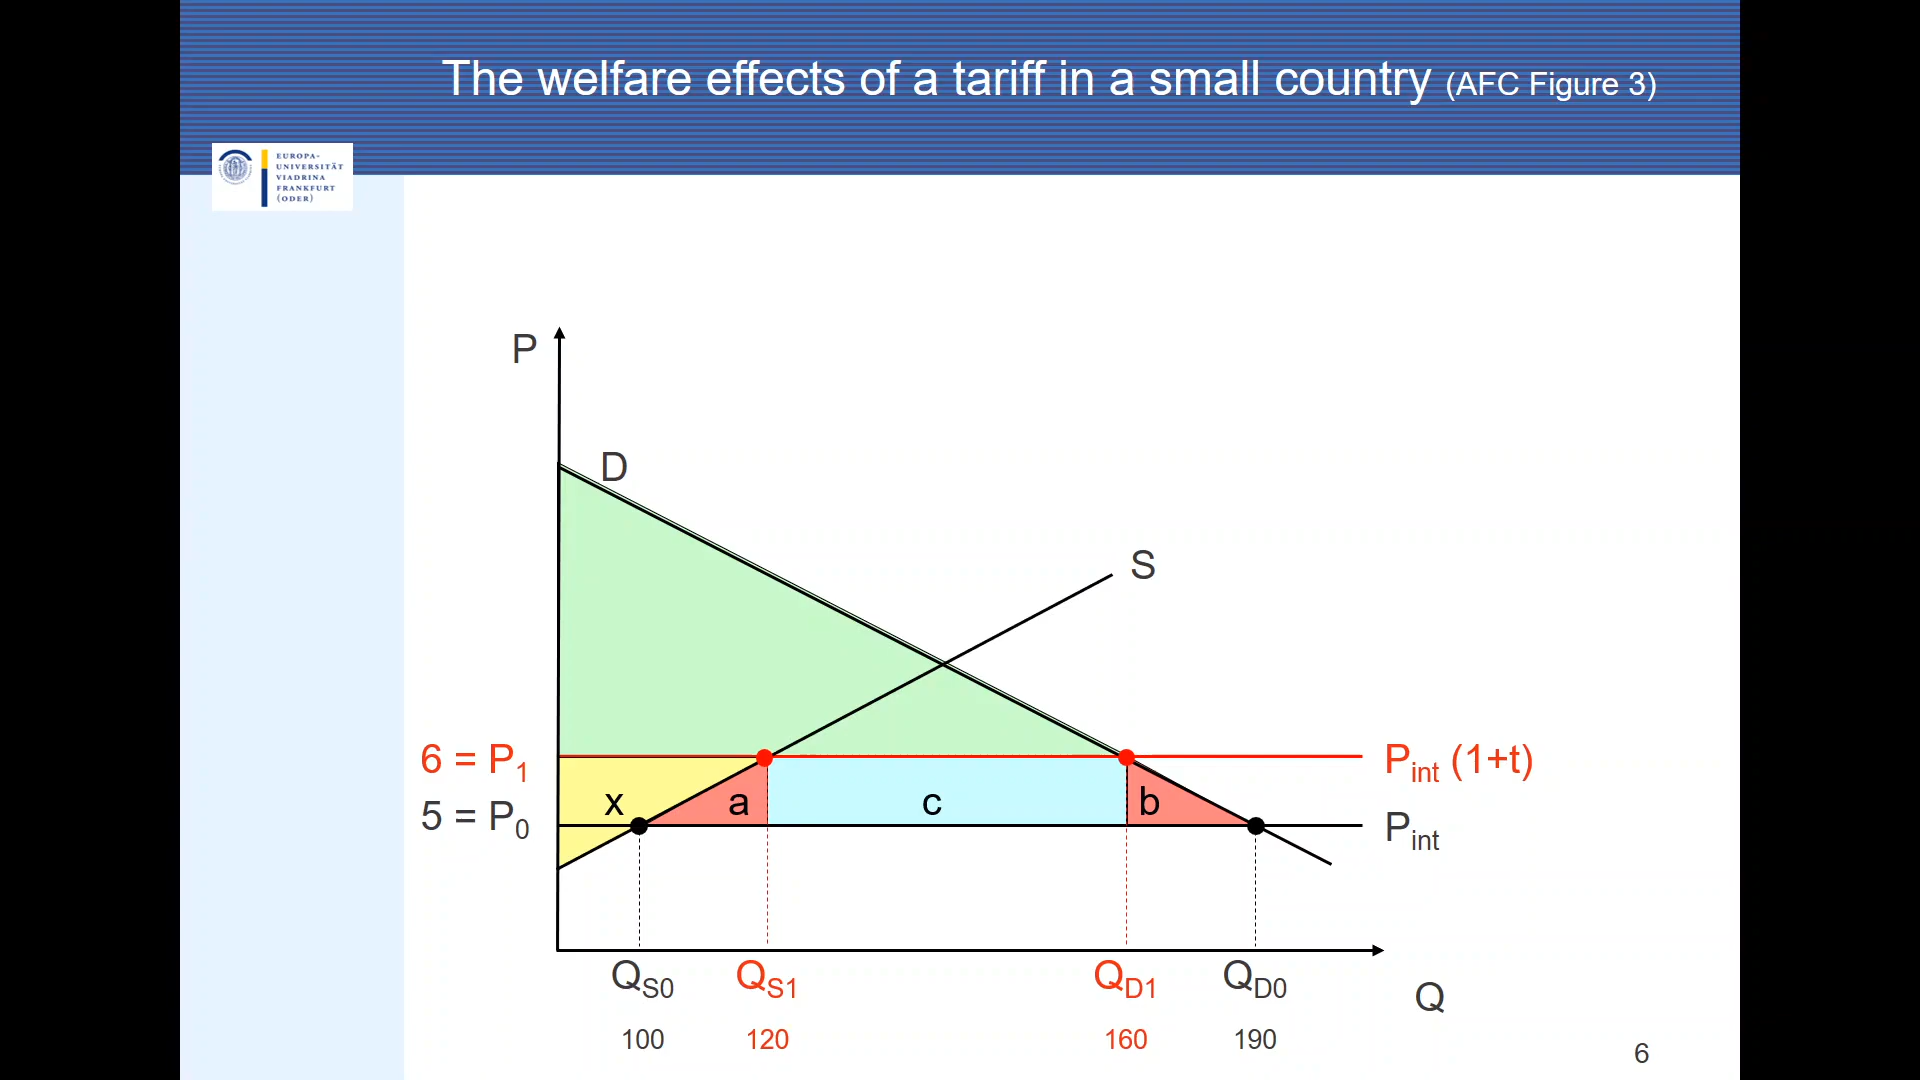 The welfare effects of a tariff in a small country (AFC Figure 3)
EUROPA-
UNIVERSITÄT
VIADRINA
FRANKFURT
(ODER)
P
D
S
6 = P1
Pint (1+t)
x a c b
5 = P0
Pint
QS0 QS1 QD1 QD0
Q
100 120 160 190
6